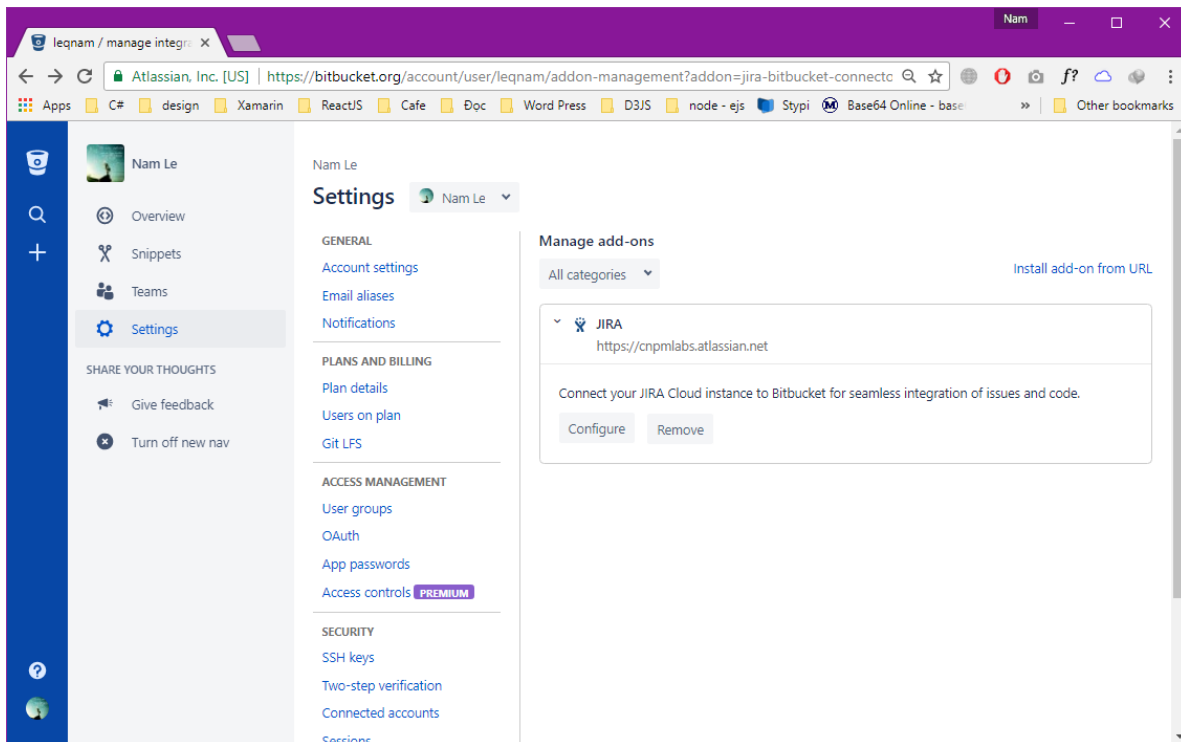 Nam
leqnam / manage integra
Atlassian, Inc. [US] | https://bitbucket.org/account/user/leqnam/addon-management?addon=jira-bitbucket-connecto
Apps C# design Xamarin ReactJS Cafe Đọc Word Press D3JS node - ejs Stypi Base64 Online - base » Other bookmarks
Nam Le
Overview
Snippets
Teams
Settings
SHARE YOUR THOUGHTS
Give feedback
Turn off new nav
Nam Le
Settings Nam Le
GENERAL
Account settings
Email aliases
Notifications
PLANS AND BILLING
Plan details
Users on plan
Git LFS
ACCESS MANAGEMENT
User groups
OAuth
App passwords
Access controls PREMIUM
SECURITY
SSH keys
Two-step verification
Connected accounts
Sessions
Manage add-ons
All categories
Install add-on from URL
JIRA
https://cnpmlabs.atlassian.net
Connect your JIRA Cloud instance to Bitbucket for seamless integration of issues and code.
Configure Remove